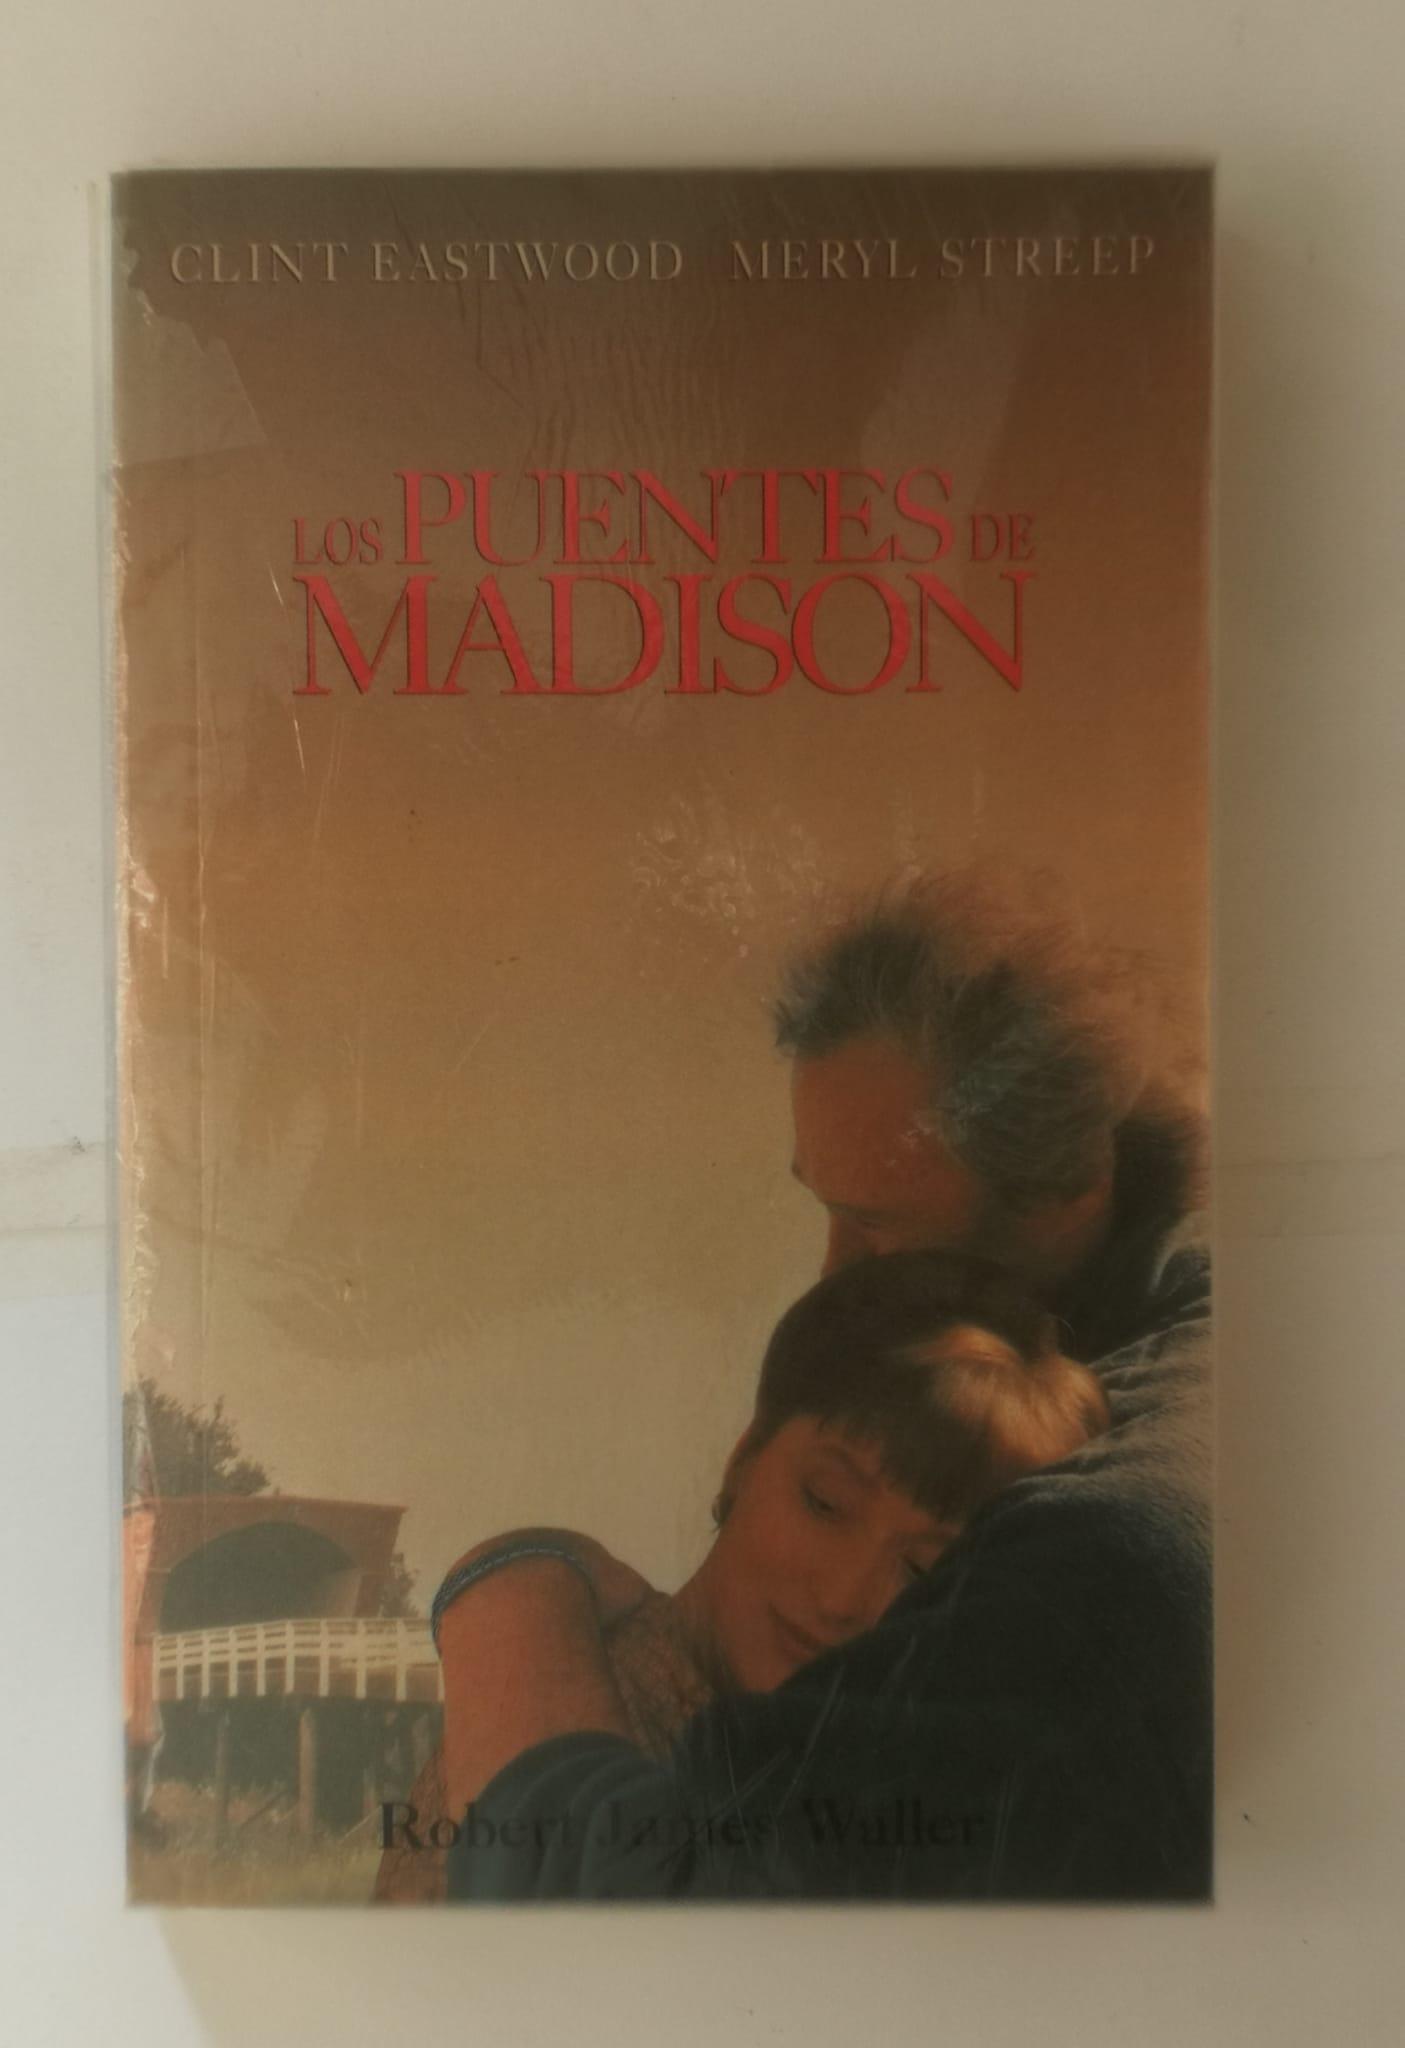 CLINT EASTWOOD MERYL STREEP
LOS PUENTES DE
MADISON
Robert James Waller